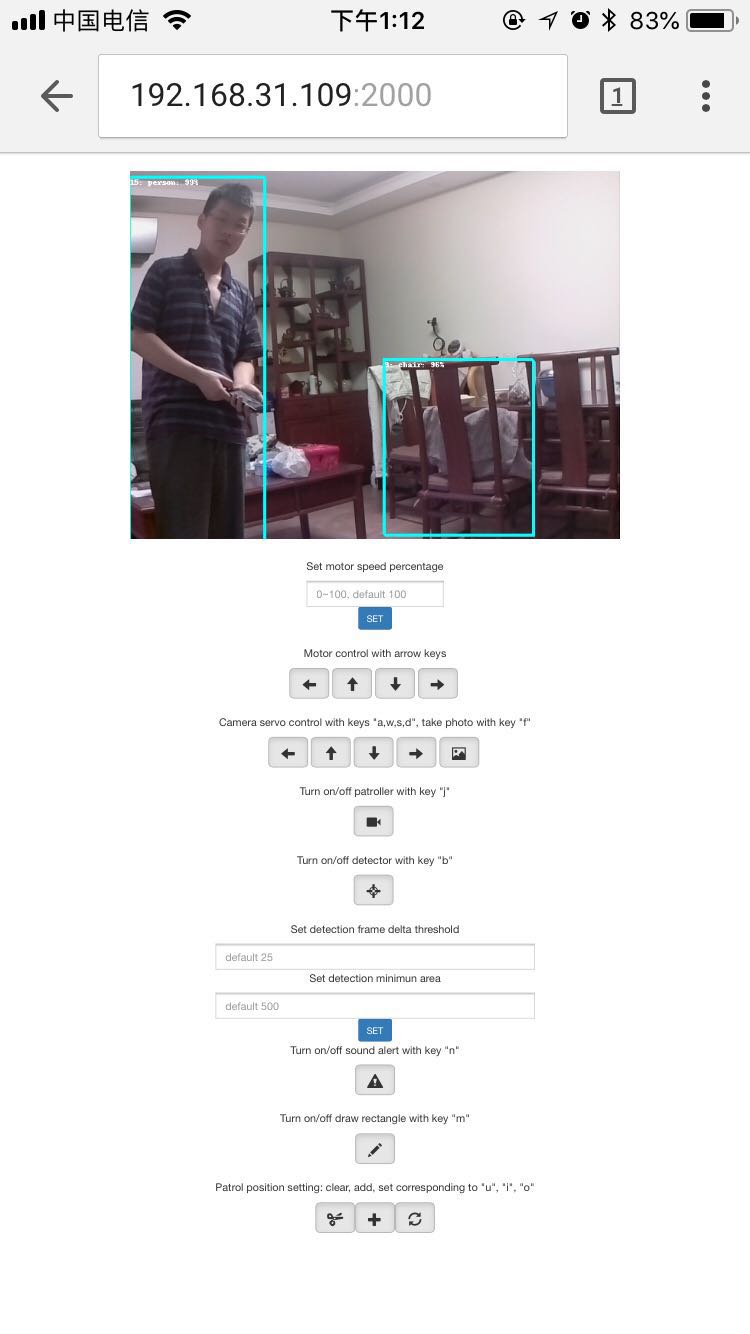 中国电信 下午1:12 83%
192.168.31.109:2000 1
15: person: 99%
9: chair: 96%
Set motor speed percentage
0~100, default 100
SET
Motor control with arrow keys
Camera servo control with keys "a,w,s,d", take photo with key "f"
Turn on/off patroller with key "j"
Turn on/off detector with key "b"
Set detection frame delta threshold
default 25
Set detection minimun area
default 500
SET
Turn on/off sound alert with key "n"
Turn on/off draw rectangle with key "m"
Patrol position setting: clear, add, set corresponding to "u", "i", "o"